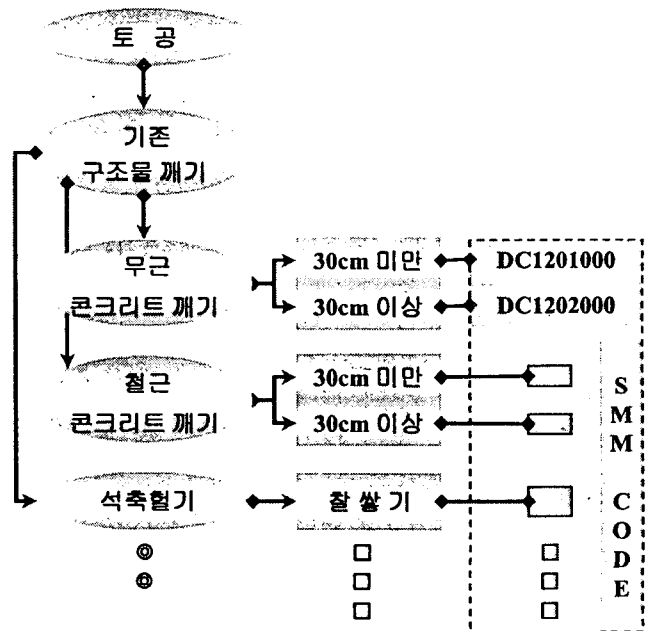 토 공
기존
구조물 깨기
무근
콘크리트 깨기
30cm 미만
DC1201000
30cm 이상
DC1202000
철근
콘크리트 깨기
30cm 미만
30cm 이상
석축헐기
찰 쌓 기
SMM CODE